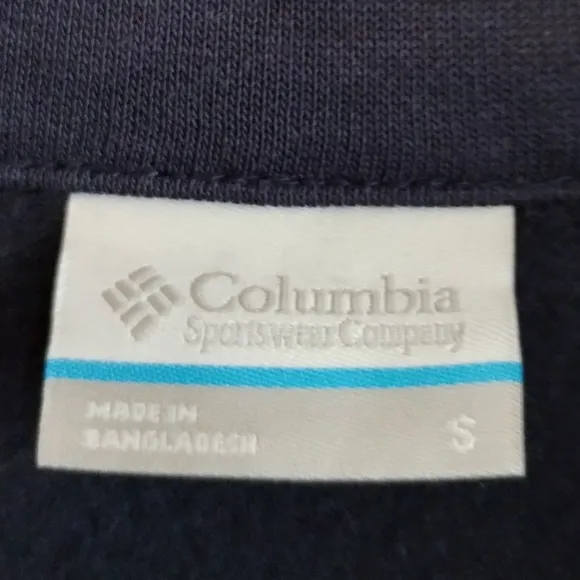 Columbia
Sportswear Company
MADE IN
BANGLADESH
S